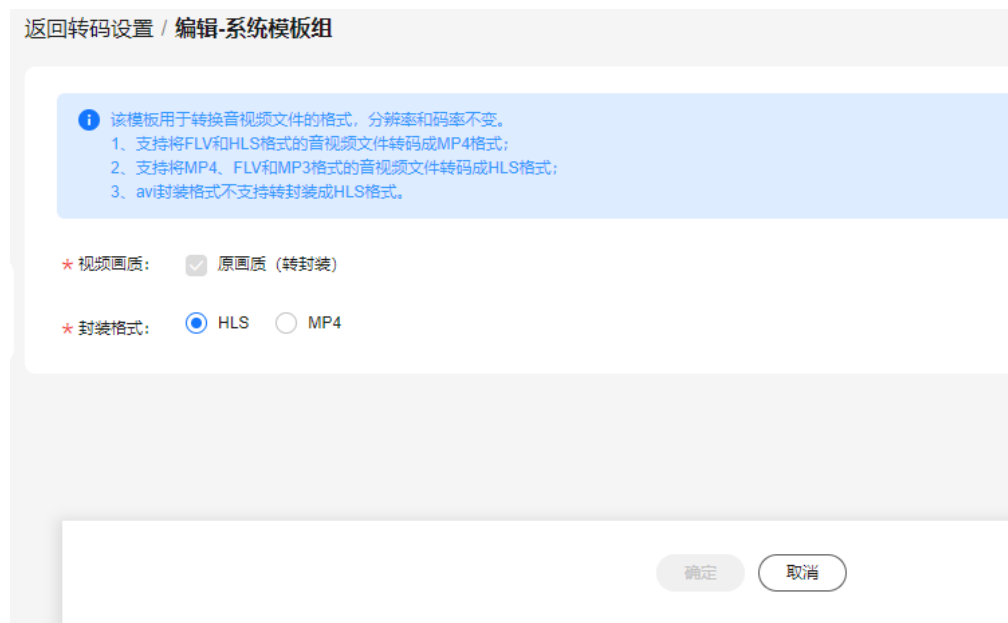 返回转码设置 / 编辑-系统模板组
该模板用于转换音视频文件的格式，分辨率和码率不变。
1、支持将FLV和HLS格式的音视频文件转码成MP4格式；
2、支持将MP4、FLV和MP3格式的音视频文件转码成HLS格式；
3、avi封装格式不支持转封装成HLS格式。
* 视频画质： 原画质（转封装）
* 封装格式： HLS MP4
确定 取消